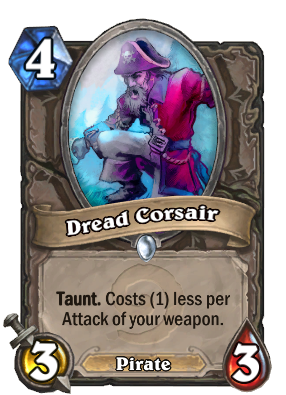 4
Dread Corsair
Taunt. Costs (1) less per
Attack of your weapon.
3
Pirate
3